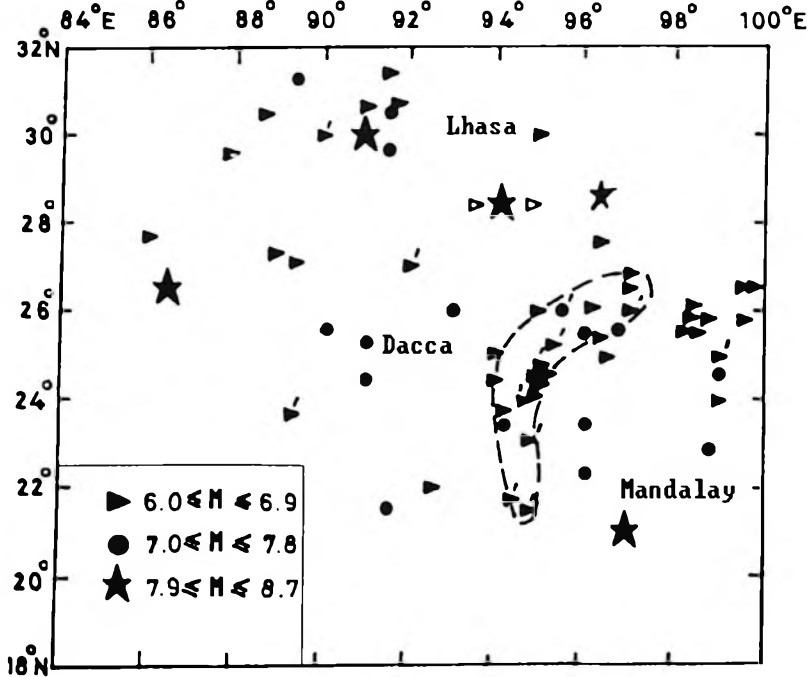 84°E 86° 88° 90° 92° 94° 96° 98° 100°E
32°N
30°
28°
26°
24°
22°
20°
18°N
Lhasa
Dacca
Mandalay
6.0⩽ M ⩽ 6.9
7.0⩽ M ⩽ 7.8
7.9⩽ M ⩽ 8.7